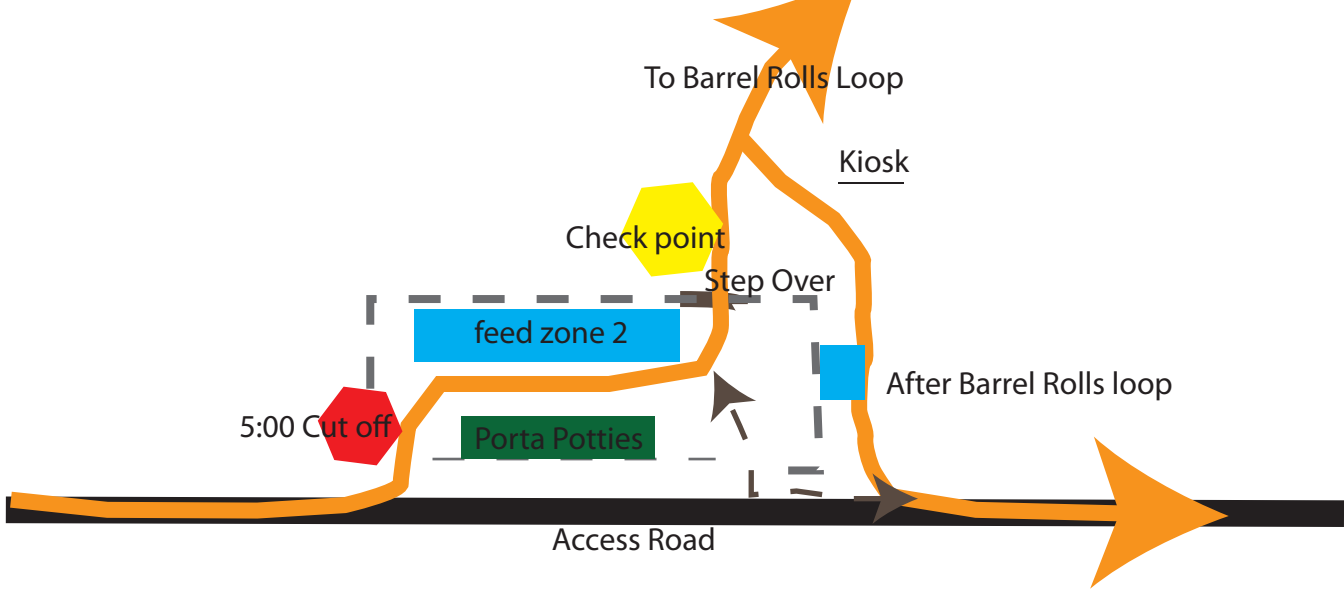 To Barrel Rolls Loop
Kiosk
Check point
Step Over
feed zone 2
After Barrel Rolls loop
5:00 Cut off
Porta Potties
Access Road